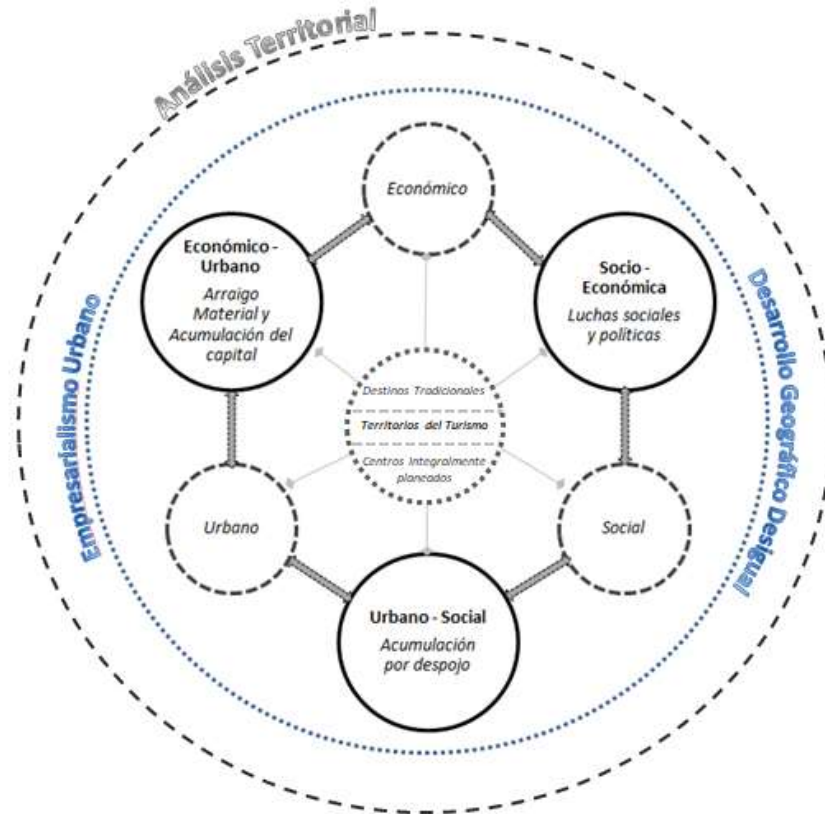 Análisis Territorial
Económico
Económico -
Urbano
Arraigo
Material y
Acumulación del
capital
Socio -
Económica
Luchas sociales
y políticas
Empresarialismo Urbano
Desarrollo Geográfico Desigual
Destinos Tradicionales
Territorios del Turismo
Centros Integralmente
planeados
Urbano
Social
Urbano - Social
Acumulación
por despojo